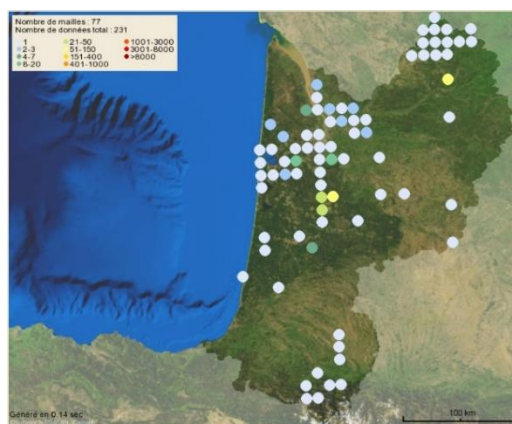 Nombre de mailles : 77
Nombre de données total : 231
1
21-50
1001-3000
2-3
51-150
3001-8000
4-7
151-400
>8000
8-20
401-1000
Généré en 0.14 sec
100 km